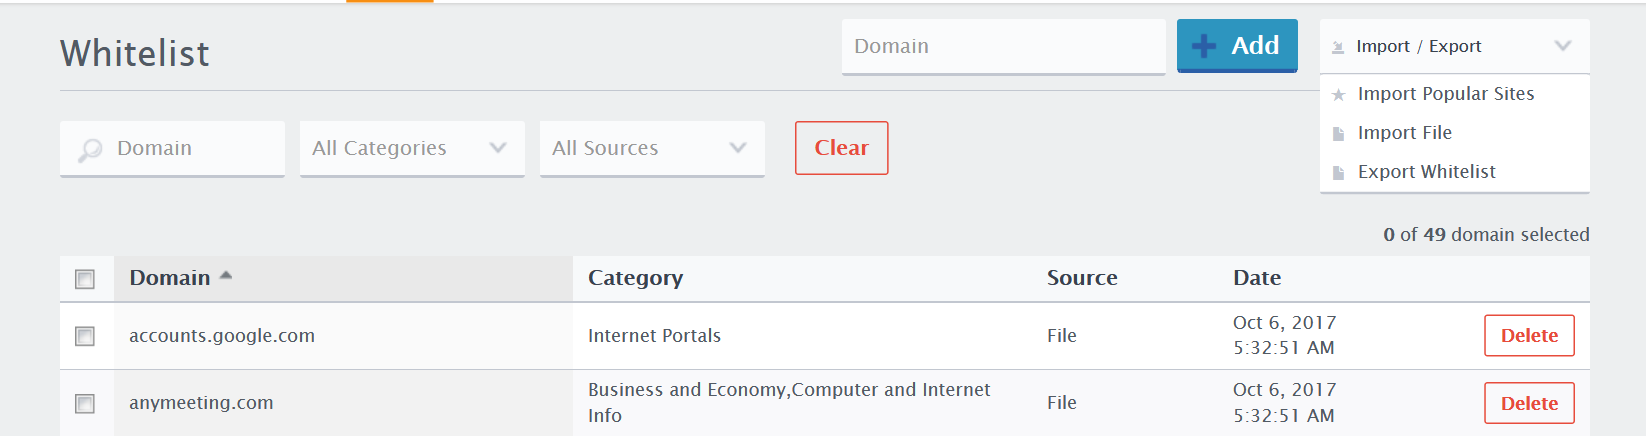 Whitelist
Domain
Add
Import / Export
Import Popular Sites
Import File
Export Whitelist
Domain
All Categories
All Sources
Clear
0 of 49 domain selected
Domain Category Source Date
accounts.google.com Internet Portals File Oct 6, 2017
5:32:51 AM Delete
anymeeting.com Business and Economy,Computer and Internet
Info File Oct 6, 2017
5:32:51 AM Delete